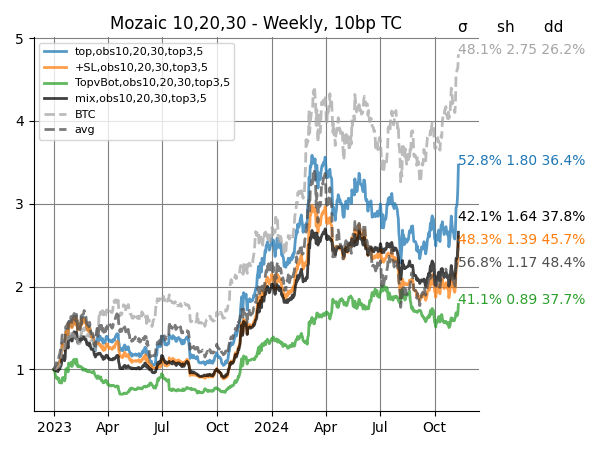 Mozaic 10,20,30 - Weekly, 10bp TC
σ sh dd
5
4
3
2
1
top,obs10,20,30,top3,5
+SL,obs10,20,30,top3,5
TopvBot,obs10,20,30,top3,5
mix,obs10,20,30,top3,5
BTC
avg
48.1% 2.75 26.2%
52.8% 1.80 36.4%
42.1% 1.64 37.8%
48.3% 1.39 45.7%
56.8% 1.17 48.4%
41.1% 0.89 37.7%
2023 Apr Jul Oct 2024 Apr Jul Oct